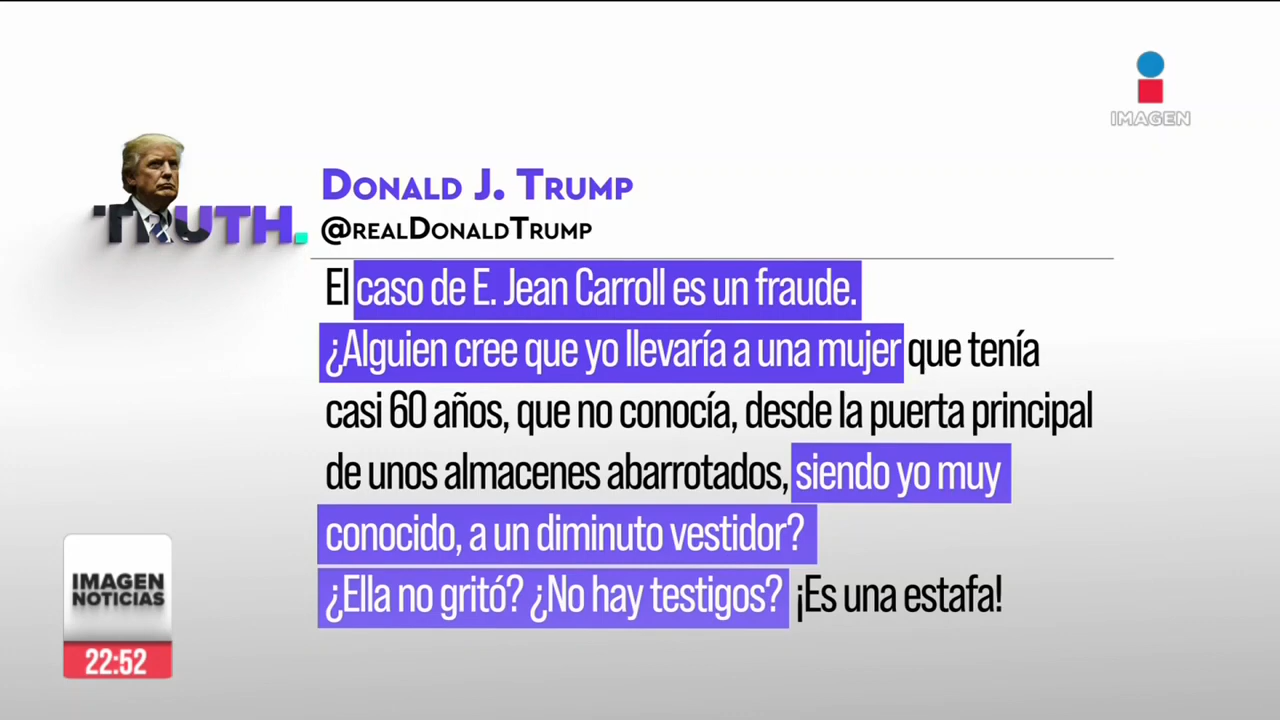 IMAGEN
TRUTH.
DONALD J. TRUMP
@REALDONALDTRUMP
El caso de E. Jean Carroll es un fraude.
¿Alguien cree que yo llevaría a una mujer que tenía
casi 60 años, que no conocía, desde la puerta principal
de unos almacenes abarrotados, siendo yo muy
conocido, a un diminuto vestidor?
¿Ella no gritó? ¿No hay testigos? ¡Es una estafa!
IMAGEN
NOTICIAS
22:52